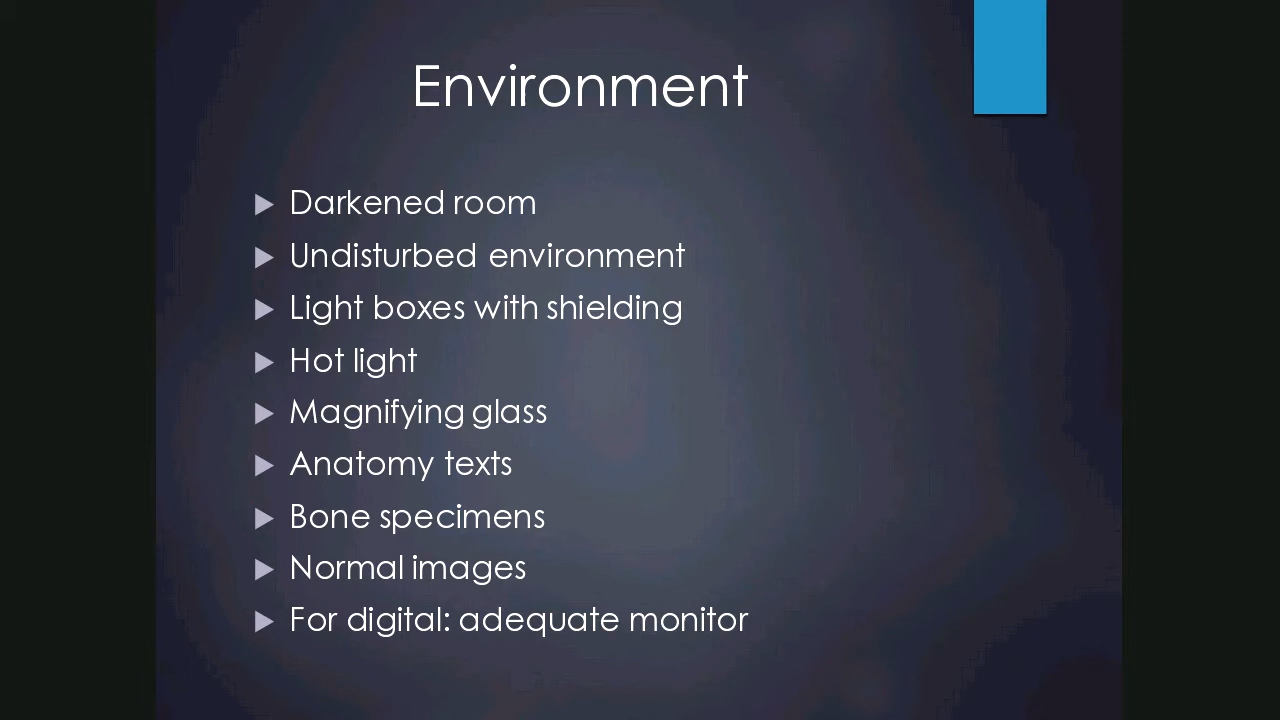 Environment
Darkened room
Undisturbed environment
Light boxes with shielding
Hot light
Magnifying glass
Anatomy texts
Bone specimens
Normal images
For digital: adequate monitor